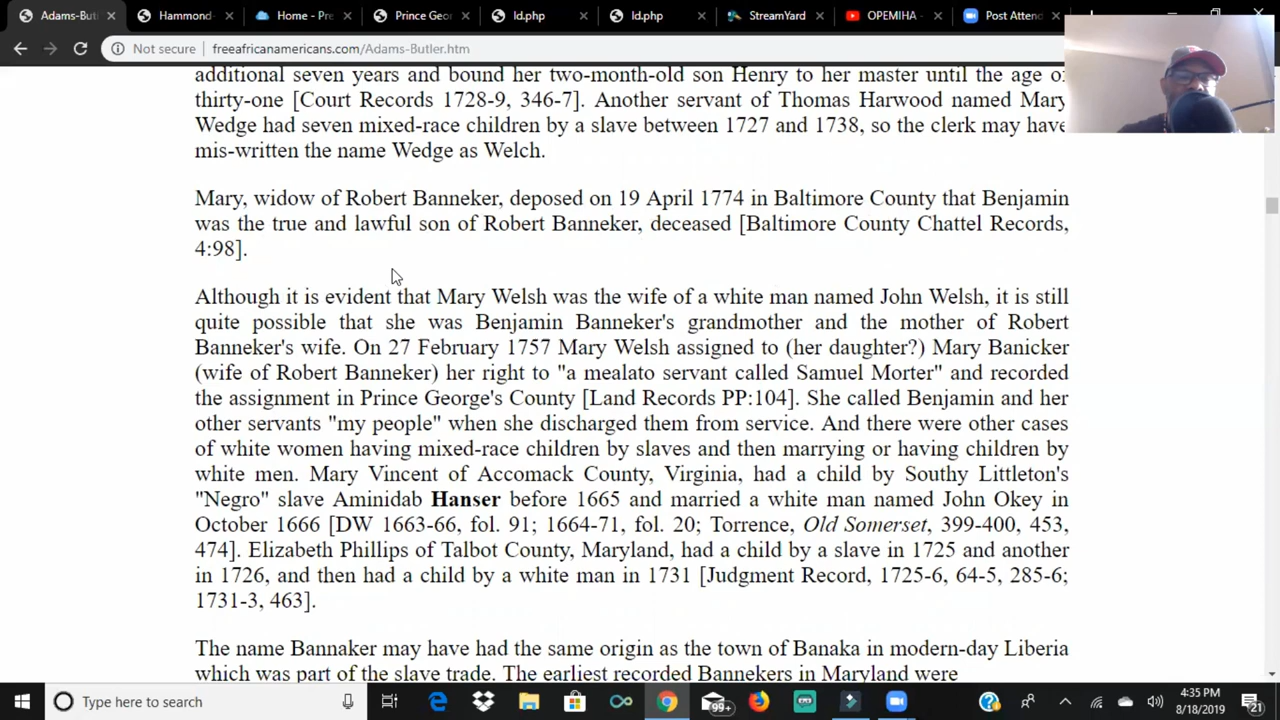 Adams-But
Hammond-
Home - Pre
Prince Geor
ld.php
ld.php
StreamYard
OPEMIHA -
Post Attend
Not secure | freeafricanamericans.com/Adams-Butler.htm
additional seven years and bound her two-month-old son Henry to her master until the age of
thirty-one [Court Records 1728-9, 346-7]. Another servant of Thomas Harwood named Mary
Wedge had seven mixed-race children by a slave between 1727 and 1738, so the clerk may have
mis-written the name Wedge as Welch.
Mary, widow of Robert Banneker, deposed on 19 April 1774 in Baltimore County that Benjamin
was the true and lawful son of Robert Banneker, deceased [Baltimore County Chattel Records,
4:98].
Although it is evident that Mary Welsh was the wife of a white man named John Welsh, it is still
quite possible that she was Benjamin Banneker's grandmother and the mother of Robert
Banneker's wife. On 27 February 1757 Mary Welsh assigned to (her daughter?) Mary Banicker
(wife of Robert Banneker) her right to "a mealato servant called Samuel Morter" and recorded
the assignment in Prince George's County [Land Records PP:104]. She called Benjamin and her
other servants "my people" when she discharged them from service. And there were other cases
of white women having mixed-race children by slaves and then marrying or having children by
white men. Mary Vincent of Accomack County, Virginia, had a child by Southy Littleton's
"Negro" slave Aminidab Hanser before 1665 and married a white man named John Okey in
October 1666 [DW 1663-66, fol. 91; 1664-71, fol. 20; Torrence, Old Somerset, 399-400, 453,
474]. Elizabeth Phillips of Talbot County, Maryland, had a child by a slave in 1725 and another
in 1726, and then had a child by a white man in 1731 [Judgment Record, 1725-6, 64-5, 285-6;
1731-3, 463].
The name Bannaker may have had the same origin as the town of Banaka in modern-day Liberia
which was part of the slave trade. The earliest recorded Bannekers in Maryland were
Type here to search
99+
4:35 PM
8/18/2019
21